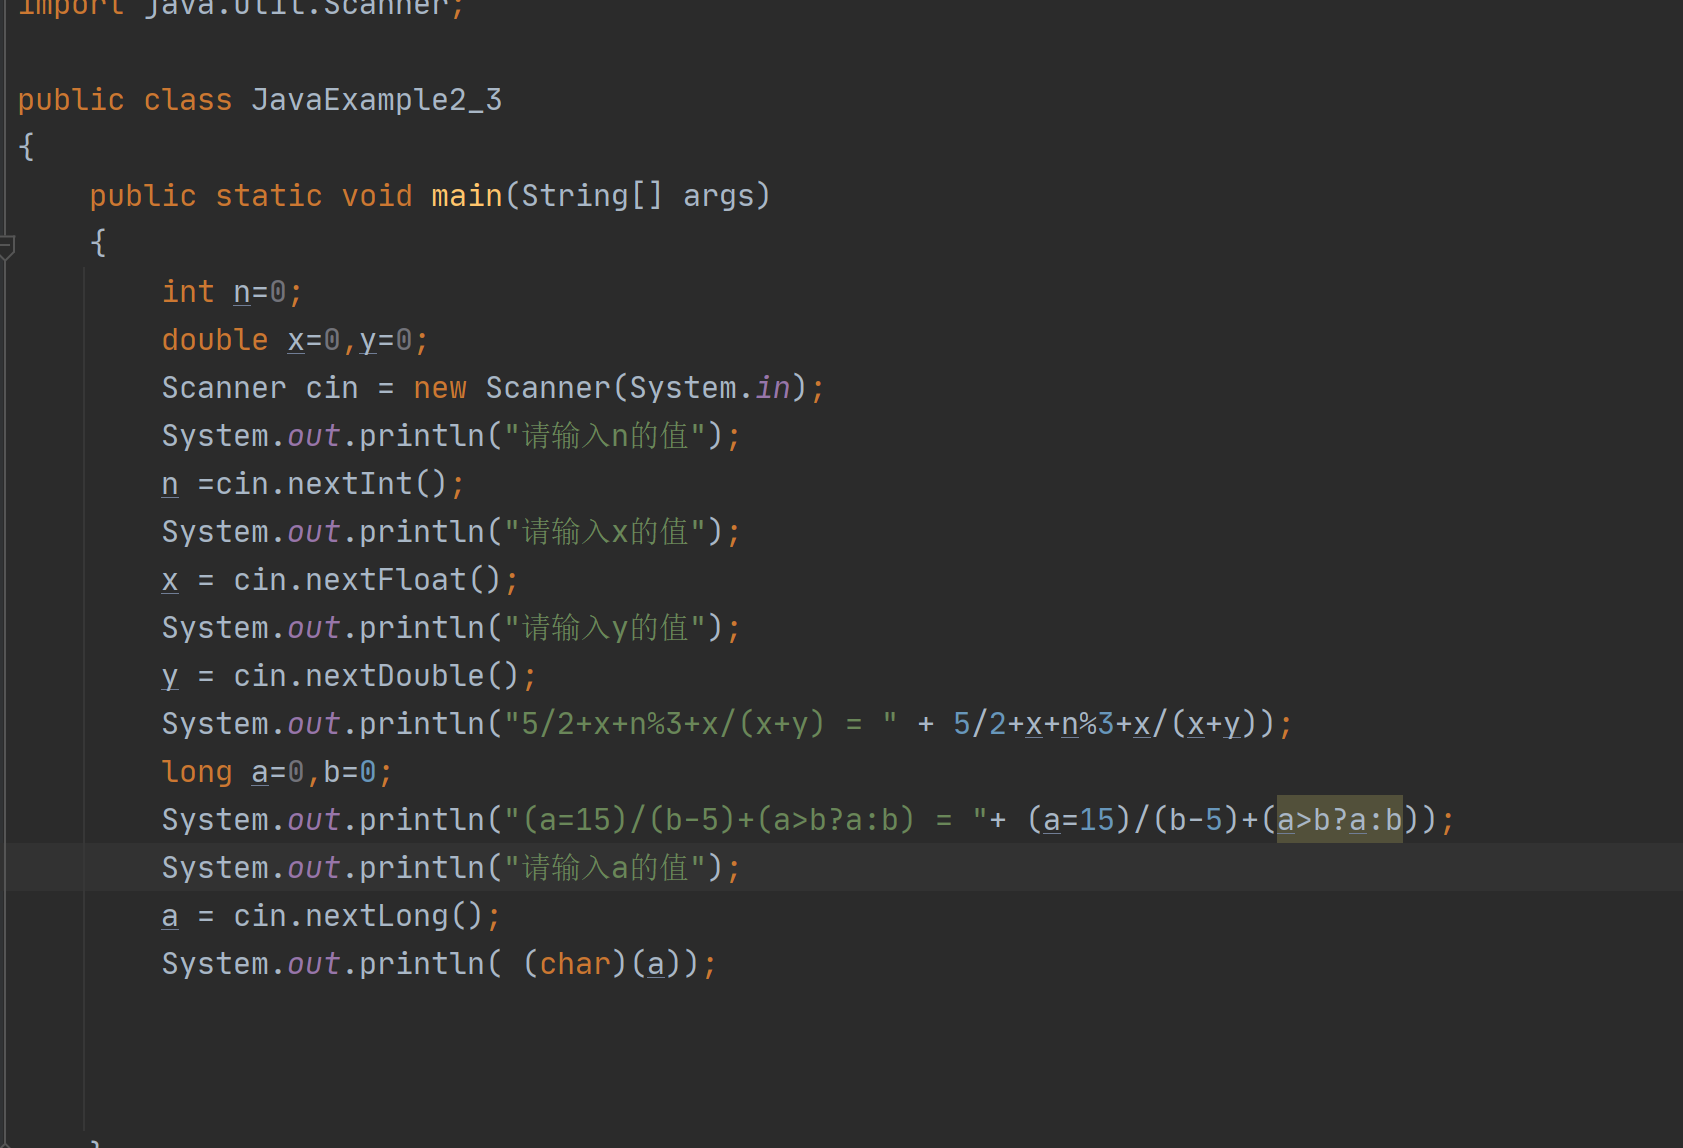 import java.util.Scanner;
public class JavaExample2_3
{
public static void main(String[] args)
{
int n=0;
double x=0,y=0;
Scanner cin = new Scanner(System.in);
System.out.println("请输入n的值");
n =cin.nextInt();
System.out.println("请输入x的值");
x = cin.nextFloat();
System.out.println("请输入y的值");
y = cin.nextDouble();
System.out.println("5/2+x+n%3+x/(x+y) = " + 5/2+x+n%3+x/(x+y));
long a=0,b=0;
System.out.println("(a=15)/(b-5)+(a>b?a:b) = "+ (a=15)/(b-5)+(a>b?a:b));
System.out.println("请输入a的值");
a = cin.nextLong();
System.out.println( (char)(a));
}